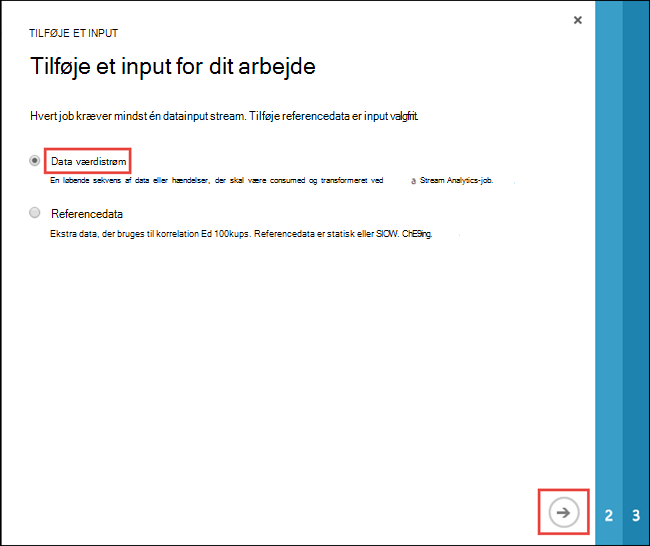 TILFØJE ET INPUT
Tilføje et input for dit arbejde
Hvert job kræver mindst én datainput stream. Tilføje referencedata er input valgfrit.
Data værdistrøm
En løbende sekvens af data eller hændelser, der skal være consumed og transformeret ved a Stream Analytics-job.
Referencedata
Ekstra data, der bruges til korrelation Ed 100kups. Referencedata er statisk eller SIOW. ChE9ing.
2 3